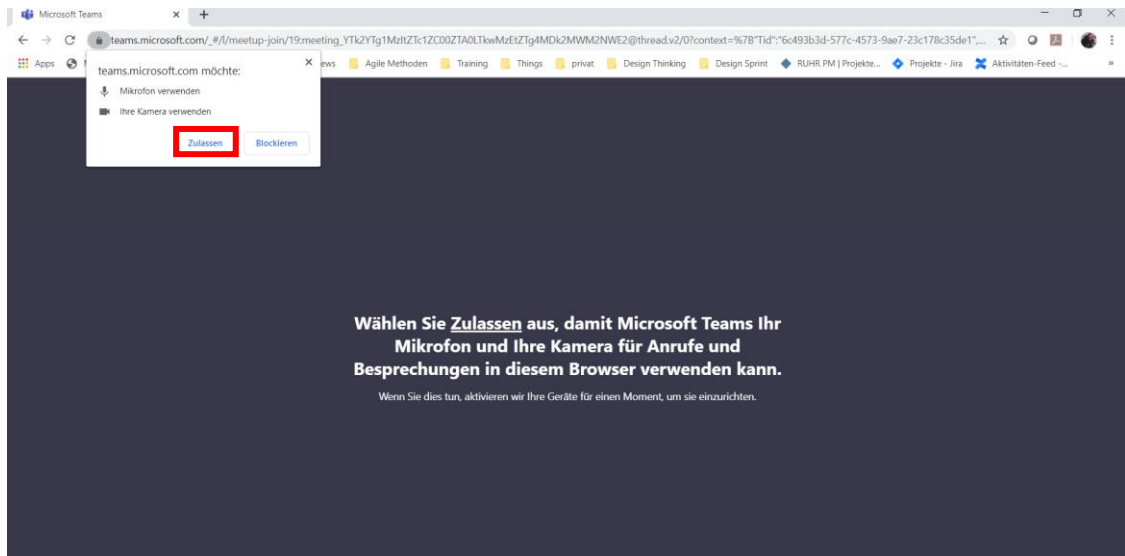 Microsoft Teams
teams.microsoft.com/_#/l/meetup-join/19:meeting_YTk2YTg1MzItZTc1ZC00ZTA0LTkwMzEtZTg4MDk2MWM2NWE2@thread.v2/0?context=%7B"Tid":"6c493b3d-577c-4573-9ae7-23c178c35de1",...
Apps ews Agile Methoden Training Things privat Design Thinking Design Sprint RUHR PM | Projekte... Projekte - Jira Aktivitäten-Feed -... »
teams.microsoft.com möchte:
Mikrofon verwenden
Ihre Kamera verwenden
Zulassen Blockieren
Wählen Sie Zulassen aus, damit Microsoft Teams Ihr
Mikrofon und Ihre Kamera für Anrufe und
Besprechungen in diesem Browser verwenden kann.
Wenn Sie dies tun, aktivieren wir Ihre Geräte für einen Moment, um sie einzurichten.